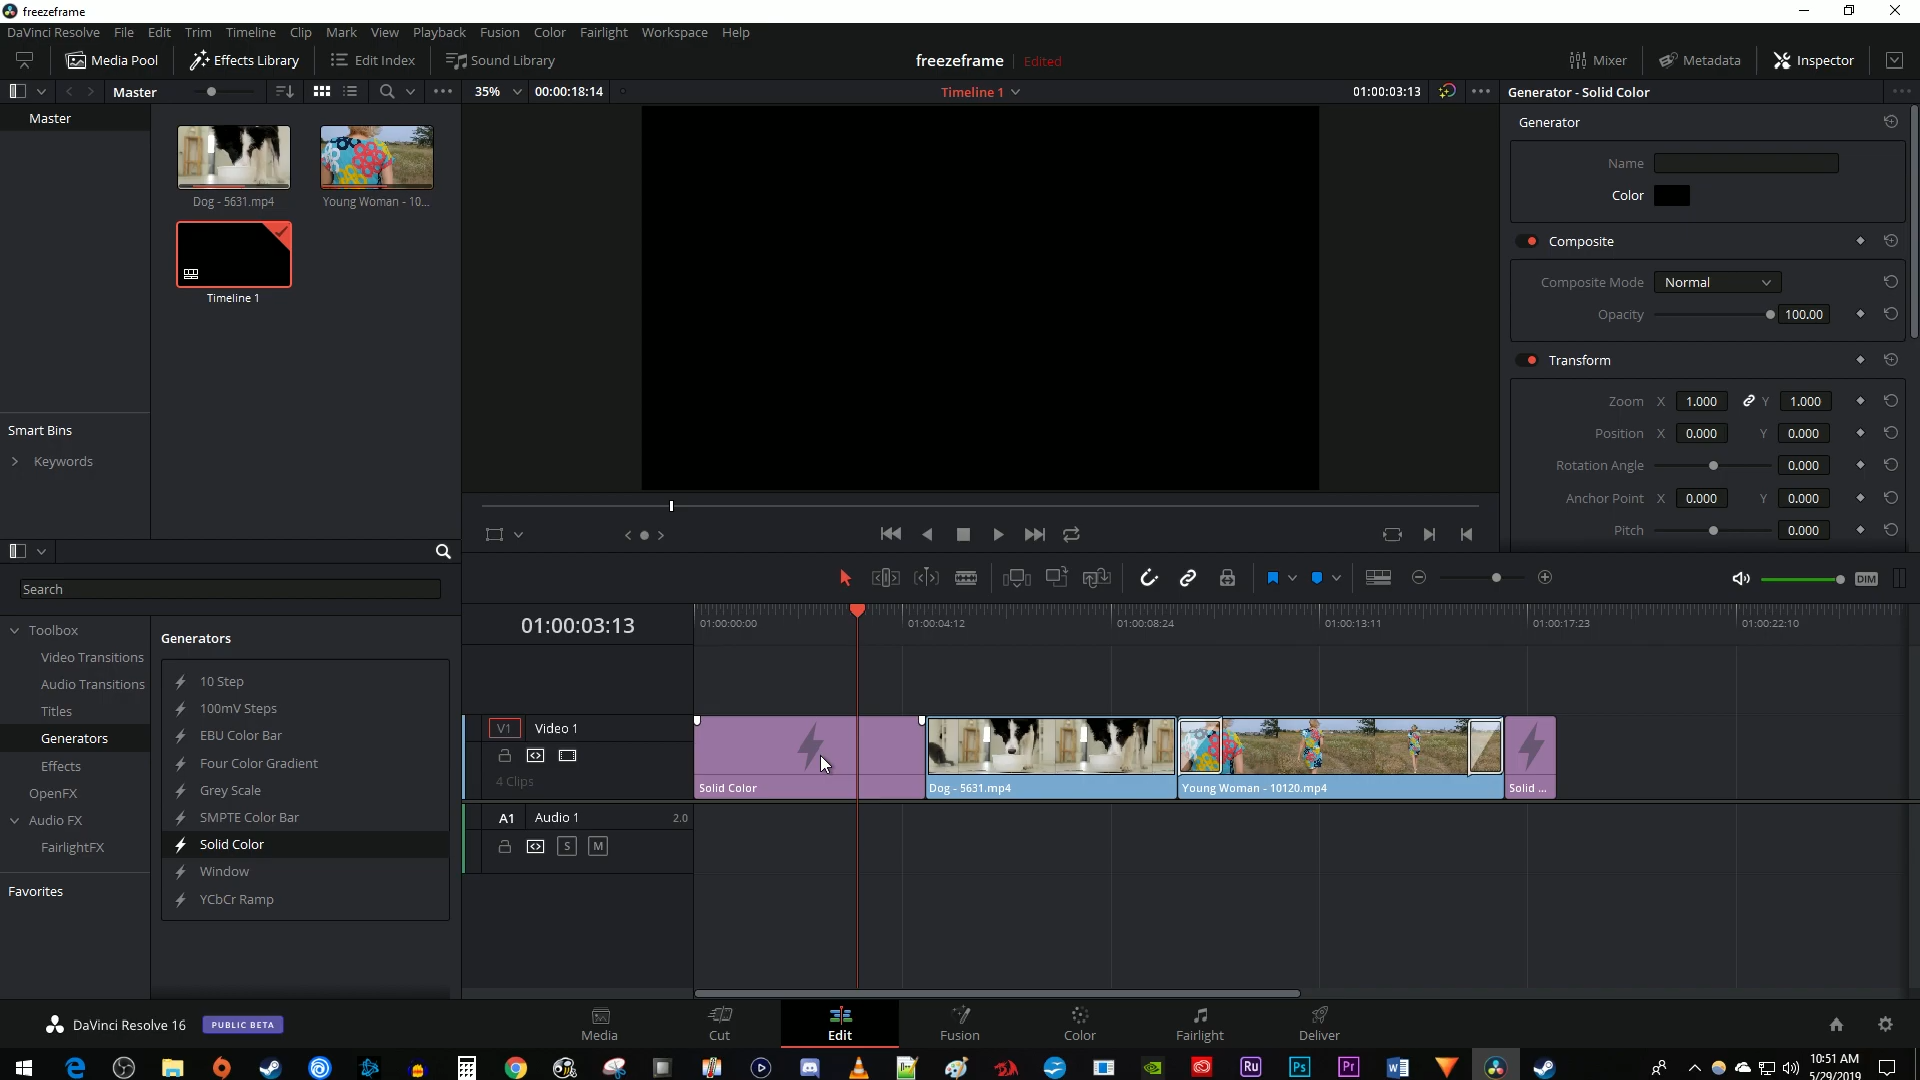 freezeframe
DaVinci Resolve File Edit Trim Timeline Clip Mark View Playback Fusion Color Fairlight Workspace Help
Media Pool Effects Library Edit Index Sound Library freezeframe Edited Mixer Metadata Inspector
Master 35% 00:00:18:14 Timeline 1 01:00:03:13 Generator - Solid Color
Master
Dog - 5631.mp4 Young Woman - 10...
Timeline 1
Generator
Name
Color
Composite
Composite Mode Normal
Opacity 100.00
Transform
Zoom X 1.000 Y 1.000
Position X 0.000 Y 0.000
Rotation Angle 0.000
Anchor Point X 0.000 Y 0.000
Pitch 0.000
Smart Bins
Keywords
DIM
Search
Toolbox
Video Transitions
Audio Transitions
Titles
Generators
Effects
OpenFX
Audio FX
FairlightFX
Favorites
Generators
10 Step
100mV Steps
EBU Color Bar
Four Color Gradient
Grey Scale
SMPTE Color Bar
Solid Color
Window
YCbCr Ramp
01:00:03:13
01:00:00:00 01:00:04:12 01:00:08:24 01:00:13:11 01:00:17:23 01:00:22:10
V1 Video 1
4 Clips
Solid Color Dog - 5631.mp4 Young Woman - 10120.mp4 Solid ...
A1 Audio 1 2.0
S M
DaVinci Resolve 16 PUBLIC BETA
Media Cut Edit Fusion Color Fairlight Deliver
Ru Ps Pr
10:51 AM
5/29/2019